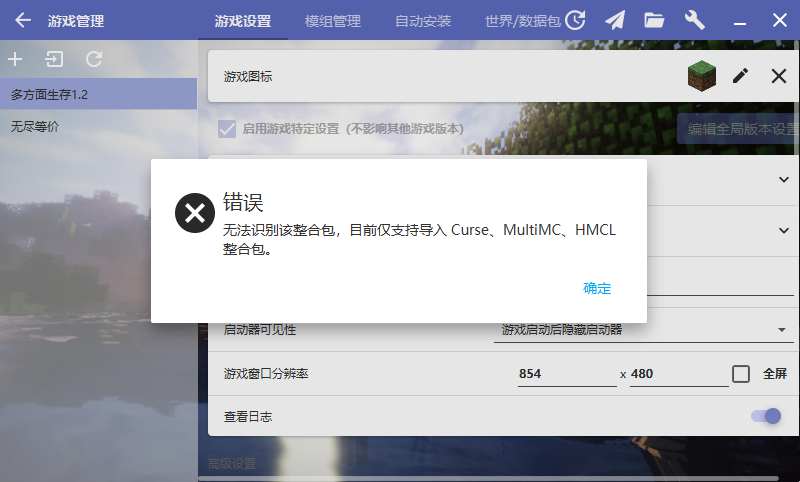 游戏管理
游戏设置 模组管理 自动安装 世界/数据包
多方面生存1.2
无尽等价
游戏图标
启用游戏特定设置（不影响其他游戏版本）
编辑全局版本设置
错误
无法识别该整合包，目前仅支持导入 Curse、MultiMC、HMCL
整合包。
确定
启动器可见性 游戏启动后隐藏启动器
游戏窗口分辨率 854 x 480 全屏
查看日志
高级设置